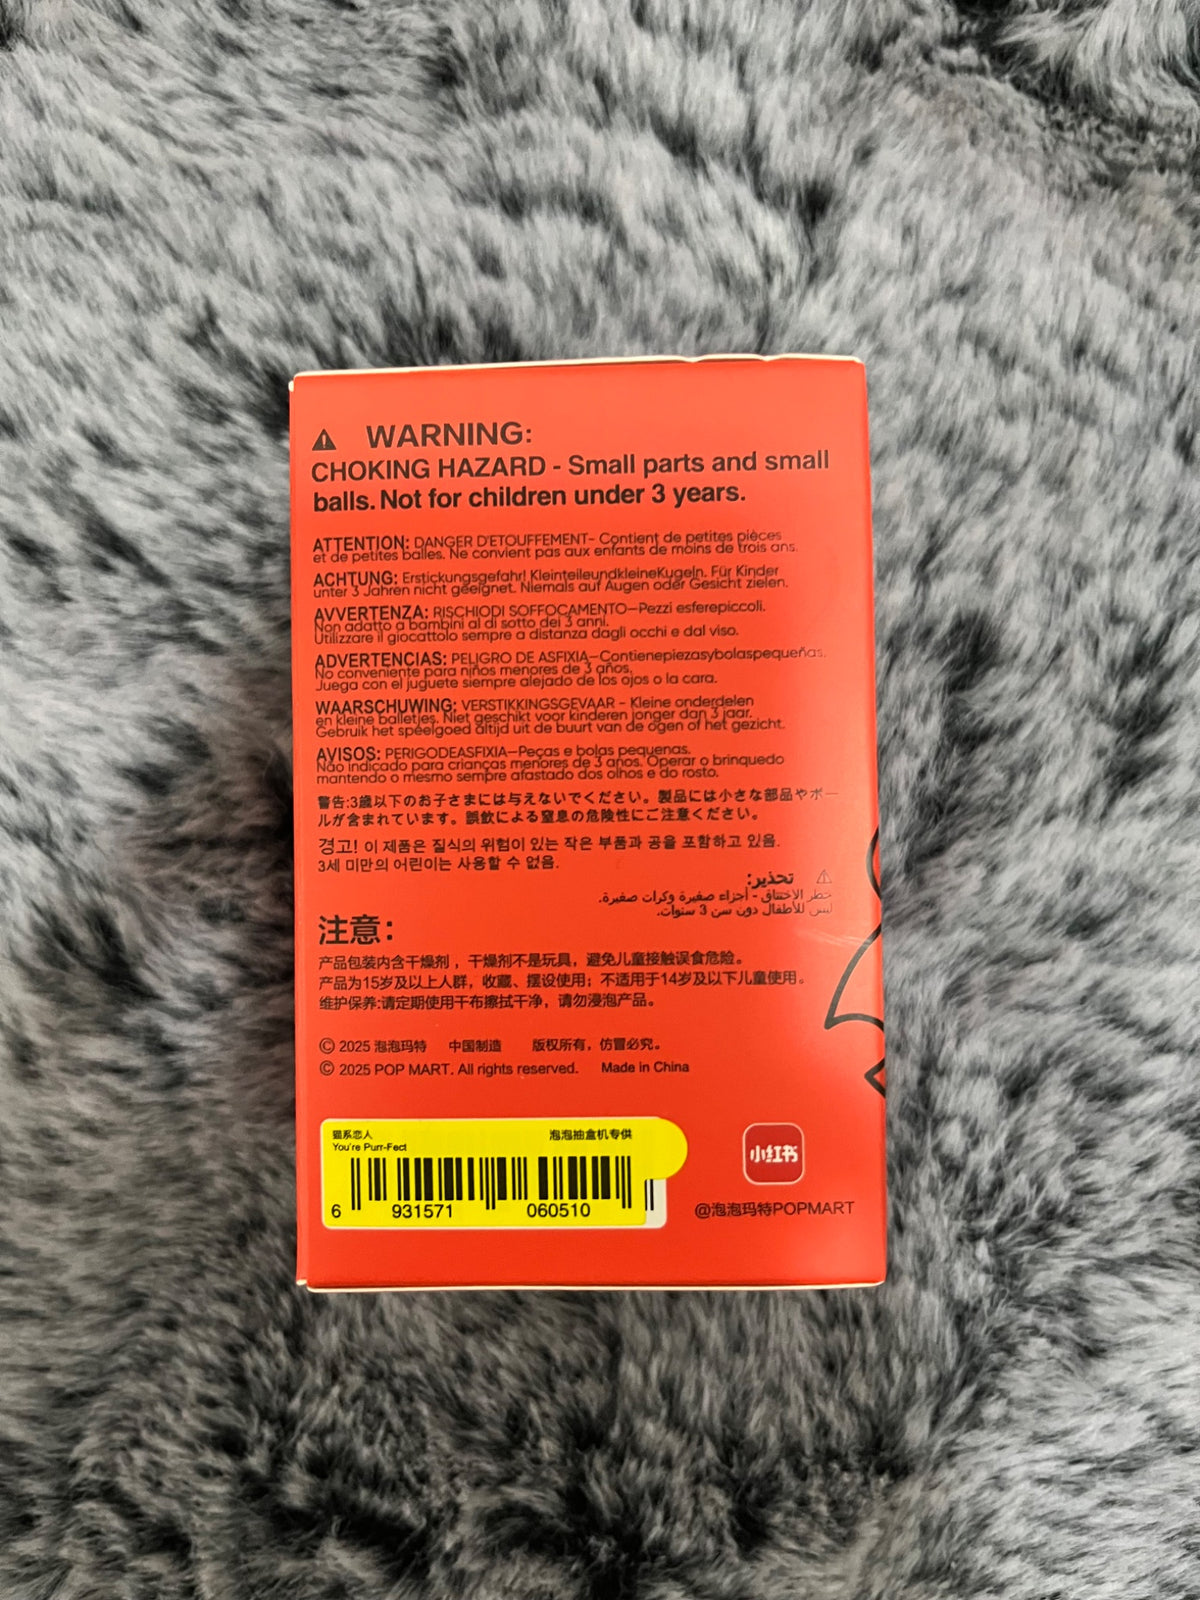 WARNING:
CHOKING HAZARD - Small parts and small
balls. Not for children under 3 years.
ATTENTION: DANGER D'ETOUFFEMENT- Contient de petites pièces
et de petites balles. Ne convient pas aux enfants de moins de trois ans.
ACHTUNG: Erstickungsgefahr! KleinteileundkleineKugeln. Für Kinder
unter 3 Jahren nicht geeignet. Niemals auf Augen oder Gesicht zielen.
AVVERTENZA: RISCHIODI SOFFOCAMENTO—Pezzi esferepiccoli.
Non adatto a bambini al di sotto dei 3 anni.
Utilizzare il giocattolo sempre a distanza dagli occhi e dal viso.
ADVERTENCIAS: PELIGRO DE ASFIXIA—Contienepiezasybolaspequeñas.
No conveniente para niños menores de 3 años.
Juega con el juguete siempre alejado de los ojos o la cara.
WAARSCHUWING: VERSTIKKINGSGEVAAR - Kleine onderdelen
en kleine balletjes. Niet geschikt voor kinderen jonger dan 3 jaar.
Gebruik het speelgoed altijd uit de buurt van de ogen of het gezicht.
AVISOS: PERIGODEASFIXIA—Peças e bolas pequenas.
Não indicado para crianças menores de 3 años. Operar o brinquedo
mantendo o mesmo sempre afastado dos olhos e do rosto.
警告:3歳以下のお子さまには与えないでください。製品には小さな部品やボー
ルが含まれています。誤飲による窒息の危険性にご注意ください。
경고! 이 제품은 질식의 위험이 있는 작은 부품과 공을 포함하고 있음.
3세 미만의 어린이는 사용할 수 없음.
تحذير:
خطر الاختناق - أجزاء صغيرة وكرات صغيرة.
ليس للأطفال دون سن 3 سنوات.
注意：
产品包装内含干燥剂，干燥剂不是玩具，避免儿童接触误食危险。
产品为15岁及以上人群，收藏、摆设使用；不适用于14岁及以下儿童使用。
维护保养:请定期使用干布擦拭干净，请勿浸泡产品。
© 2025 泡泡玛特 中国制造 版权所有，仿冒必究。
© 2025 POP MART. All rights reserved. Made in China
猫系恋人 泡泡抽盒机专供
You're Purr-Fect
6 931571 060510
小红书
@泡泡玛特POPMART